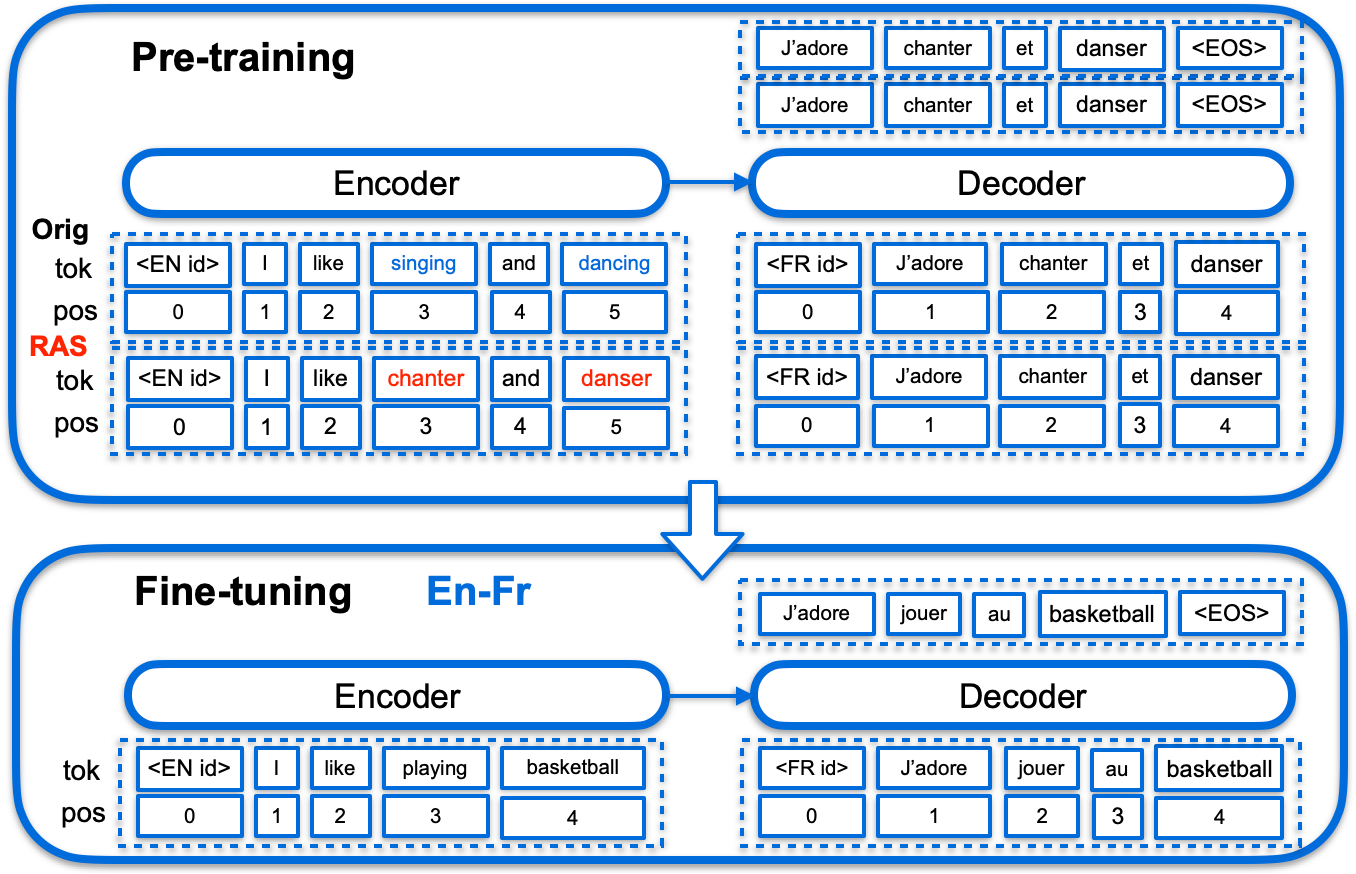 Pre-training
J’adore chanter et danser <EOS>
J’adore chanter et danser <EOS>
Encoder Decoder
Orig
tok <EN id> I like singing and dancing <FR id> J’adore chanter et danser
pos 0 1 2 3 4 5 0 1 2 3 4
RAS
tok <EN id> I like chanter and danser <FR id> J’adore chanter et danser
pos 0 1 2 3 4 5 0 1 2 3 4
Fine-tuning En-Fr
J’adore jouer au basketball <EOS>
Encoder Decoder
tok <EN id> I like playing basketball <FR id> J’adore jouer au basketball
pos 0 1 2 3 4 0 1 2 3 4